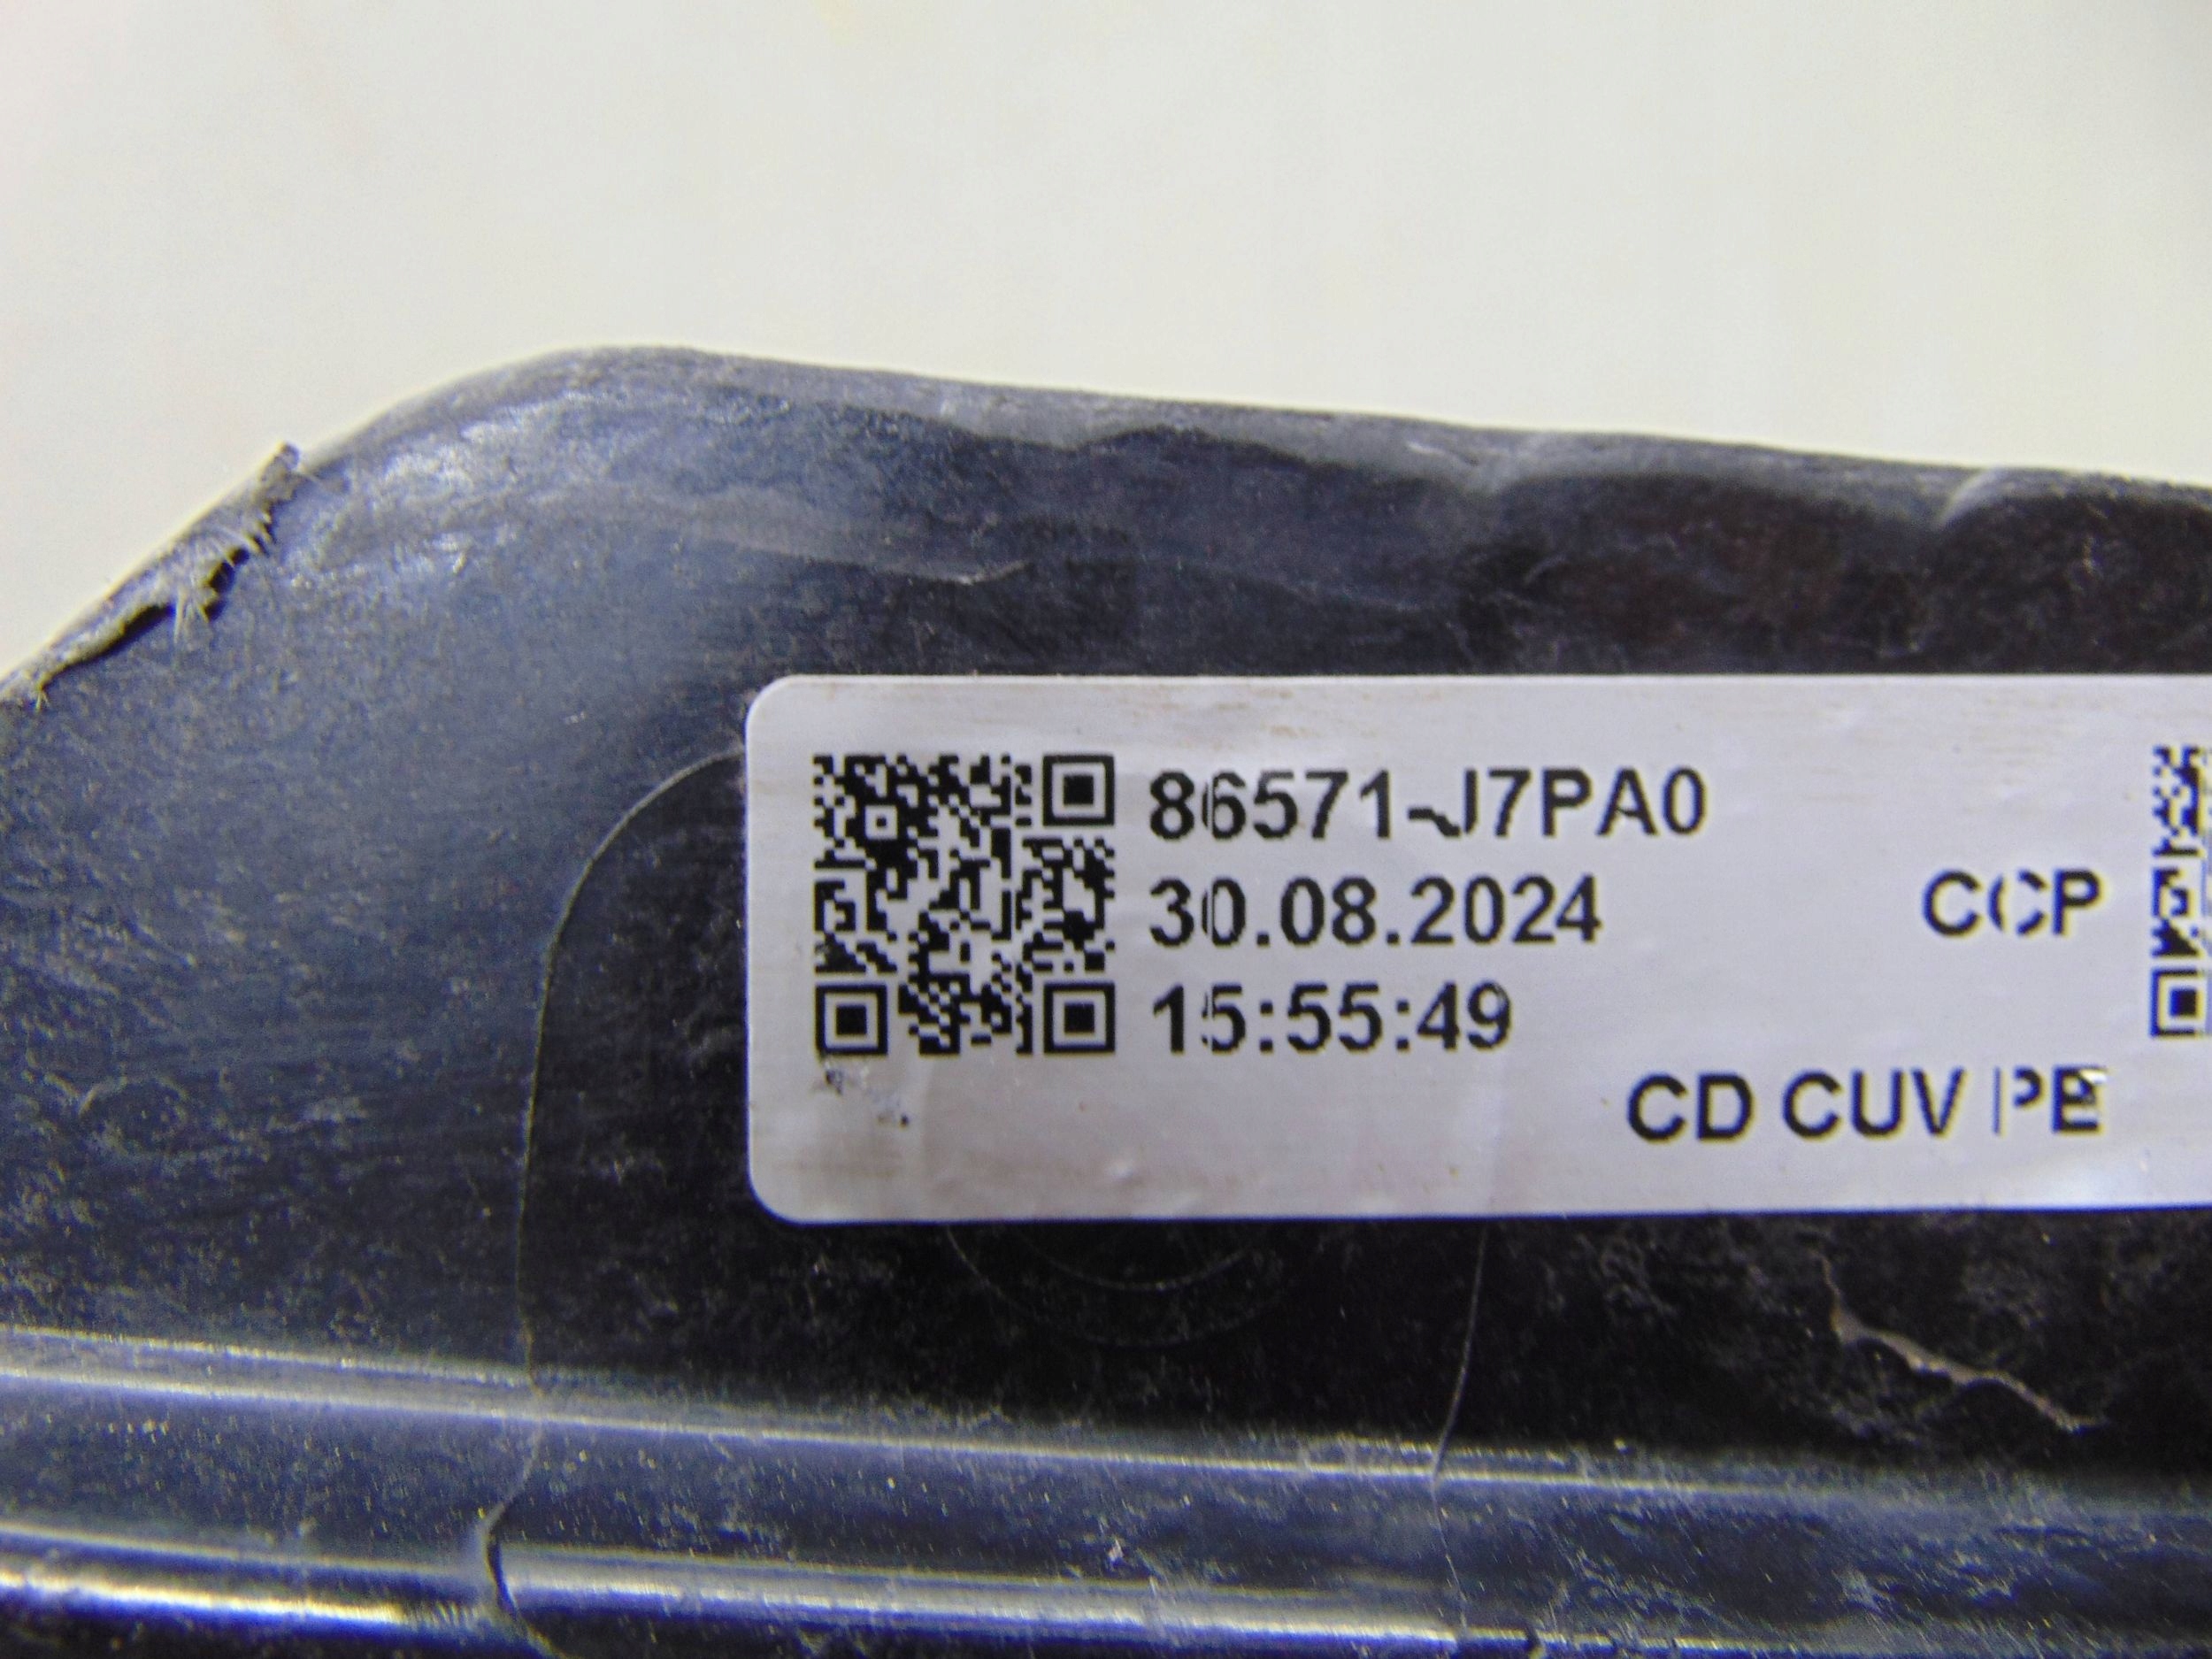 86571-J7PA0
30.08.2024
CCP
15:55:49
CD CUV PE